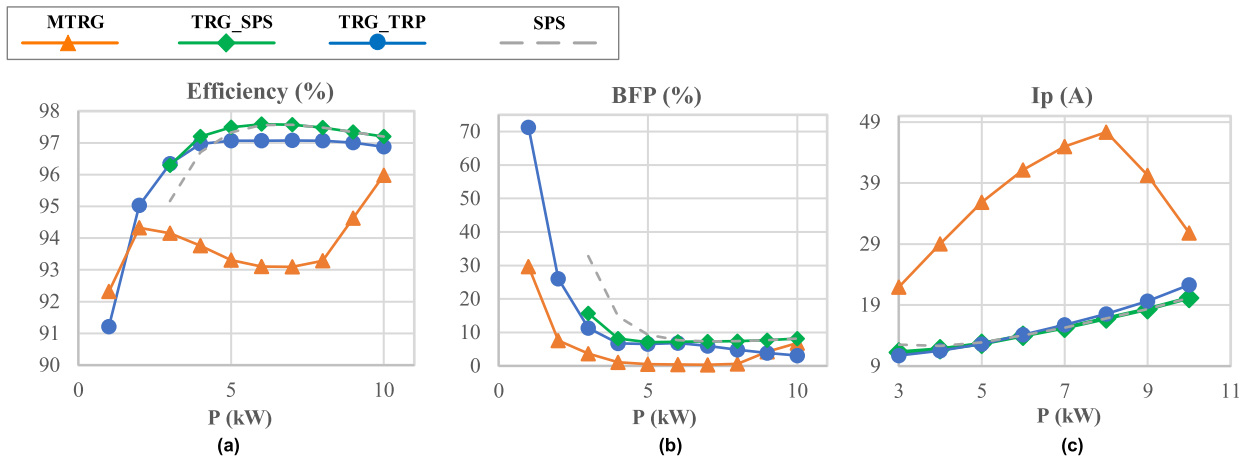 MTRG TRG_SPS TRG_TRP SPS
Efficiency (%)
98
97
96
95
94
93
92
91
90
0 5 10
P (kW)
(a)
BFP (%)
70
60
50
40
30
20
10
0
0 5 10
P (kW)
(b)
Ip (A)
49
39
29
19
9
3 5 7 9 11
P (kW)
(c)